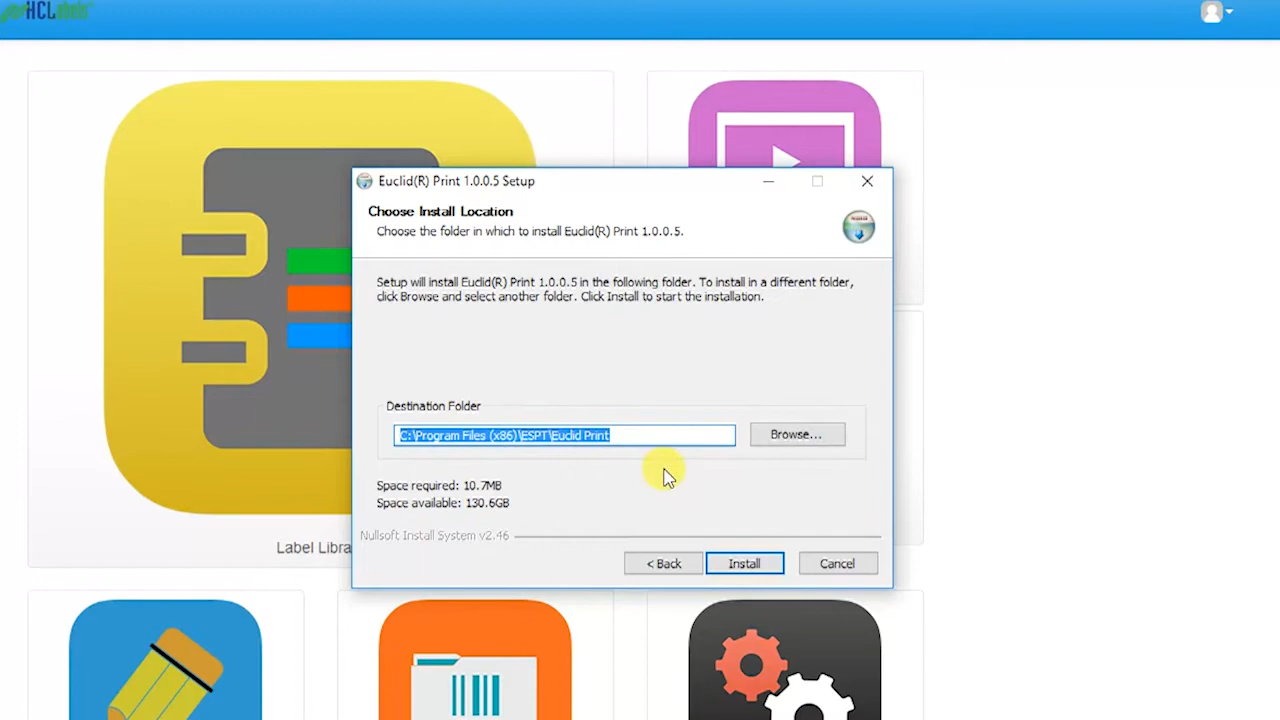 HCLabels
Euclid(R) Print 1.0.0.5 Setup
Choose Install Location
Choose the folder in which to install Euclid(R) Print 1.0.0.5.
Setup will install Euclid(R) Print 1.0.0.5 in the following folder. To install in a different folder,
click Browse and select another folder. Click Install to start the installation.
Destination Folder
C:\Program Files (x86)\ESPT\Euclid Print
Browse...
Space required: 10.7MB
Space available: 130.6GB
Nullsoft Install System v2.46
Label Libra
< Back
Install
Cancel